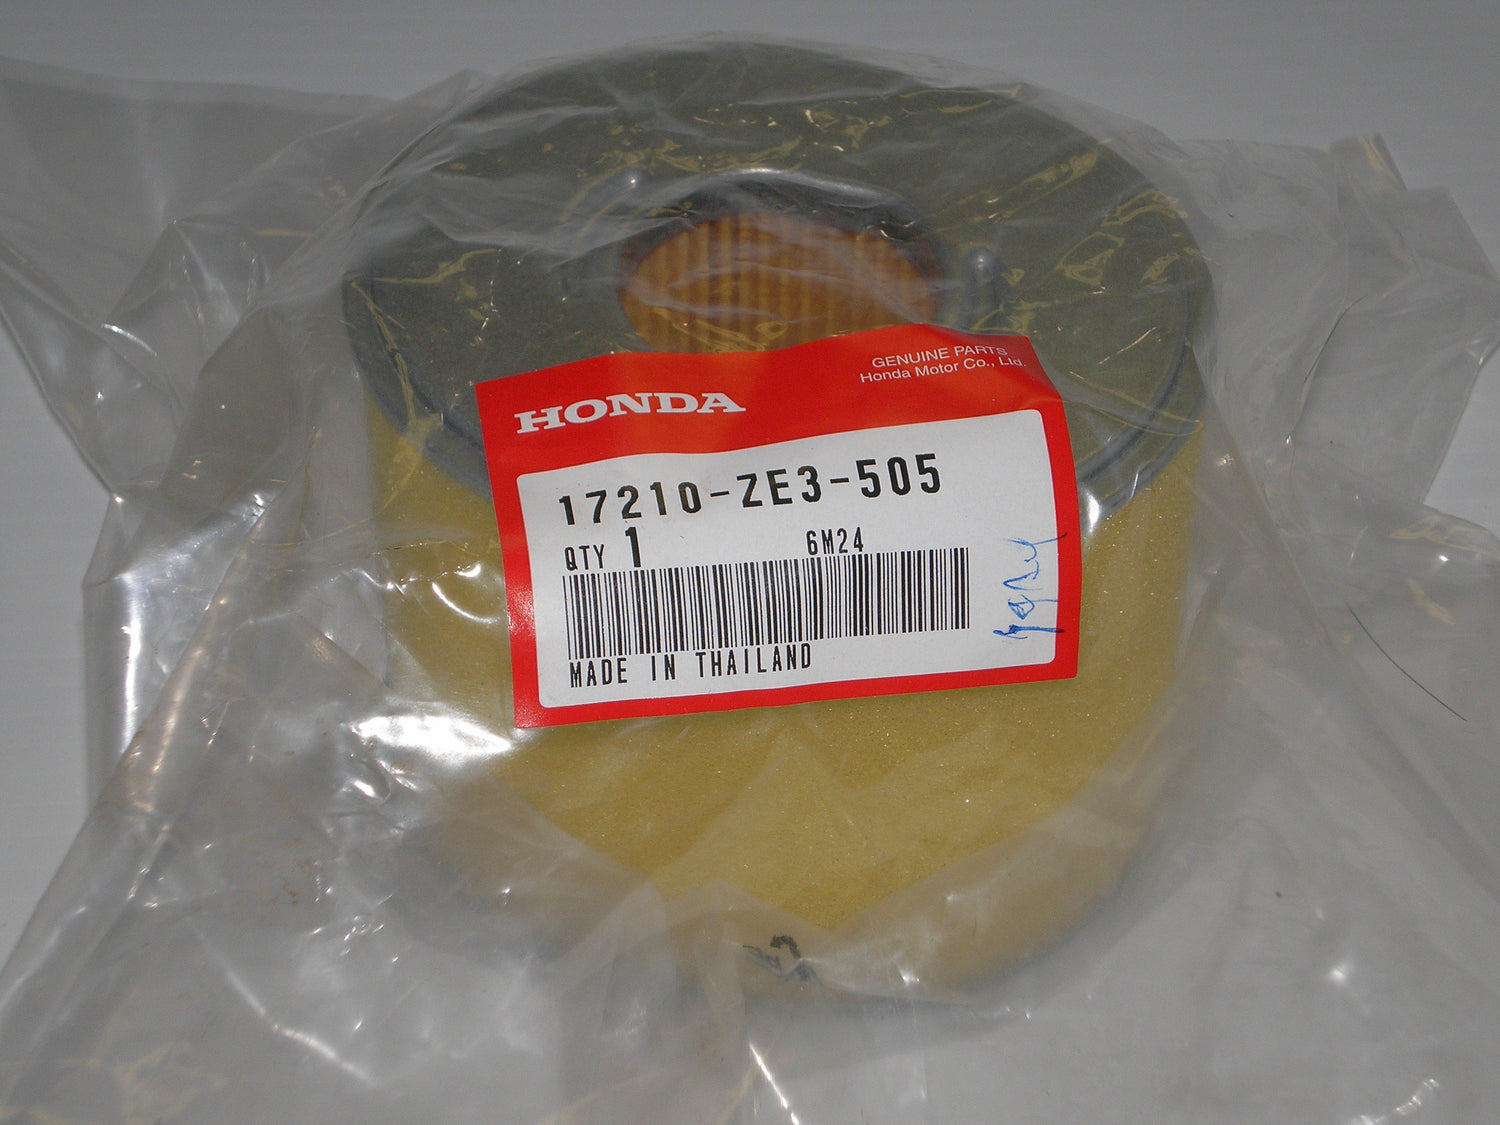 GENUINE PARTS
Honda Motor Co., Ltd.
HONDA
17210-ZE3-505
QTY 1 6M24
MADE IN THAILAND